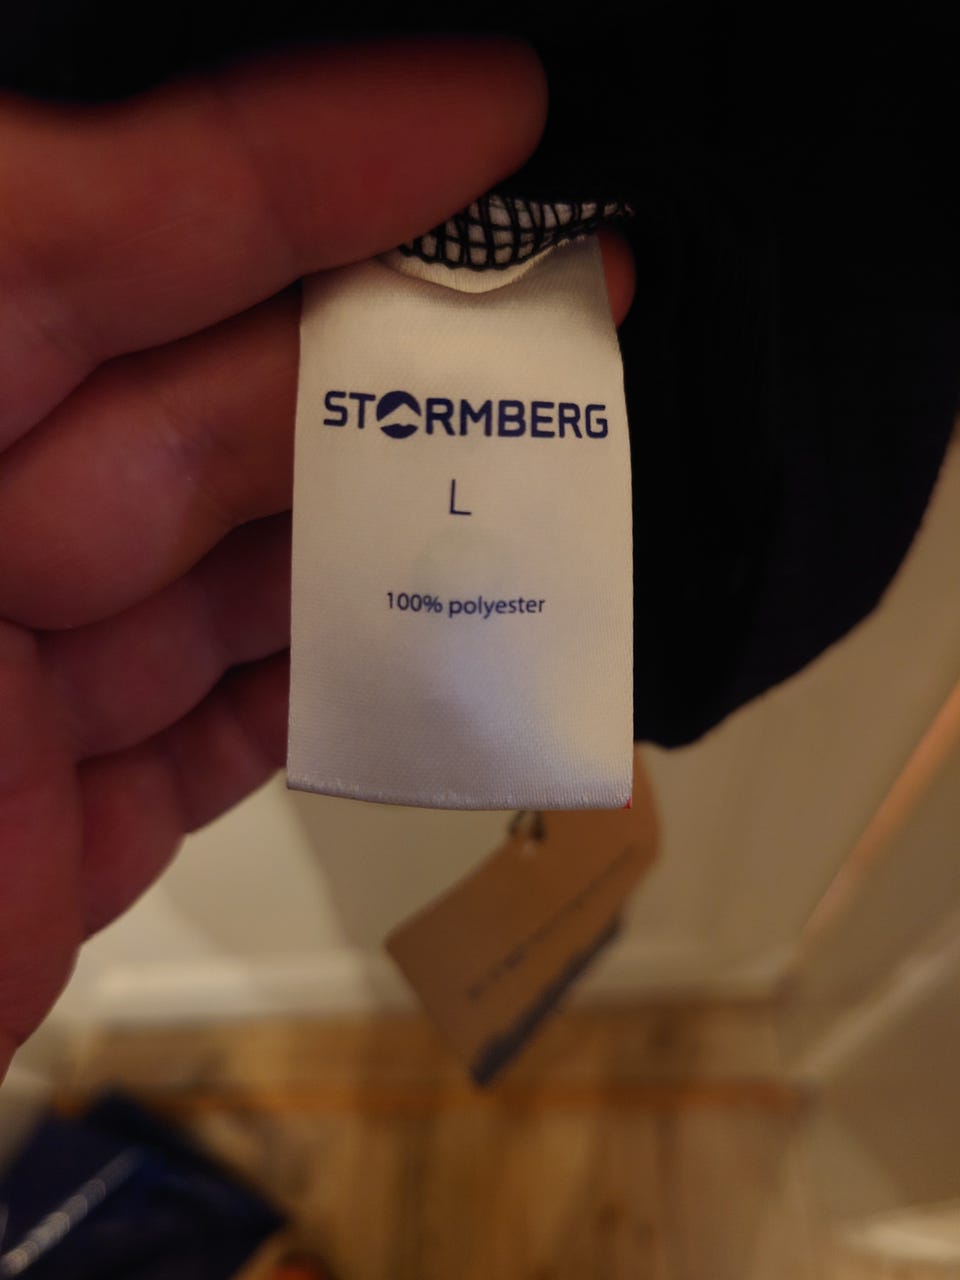 STORMBERG
L
100% polyester